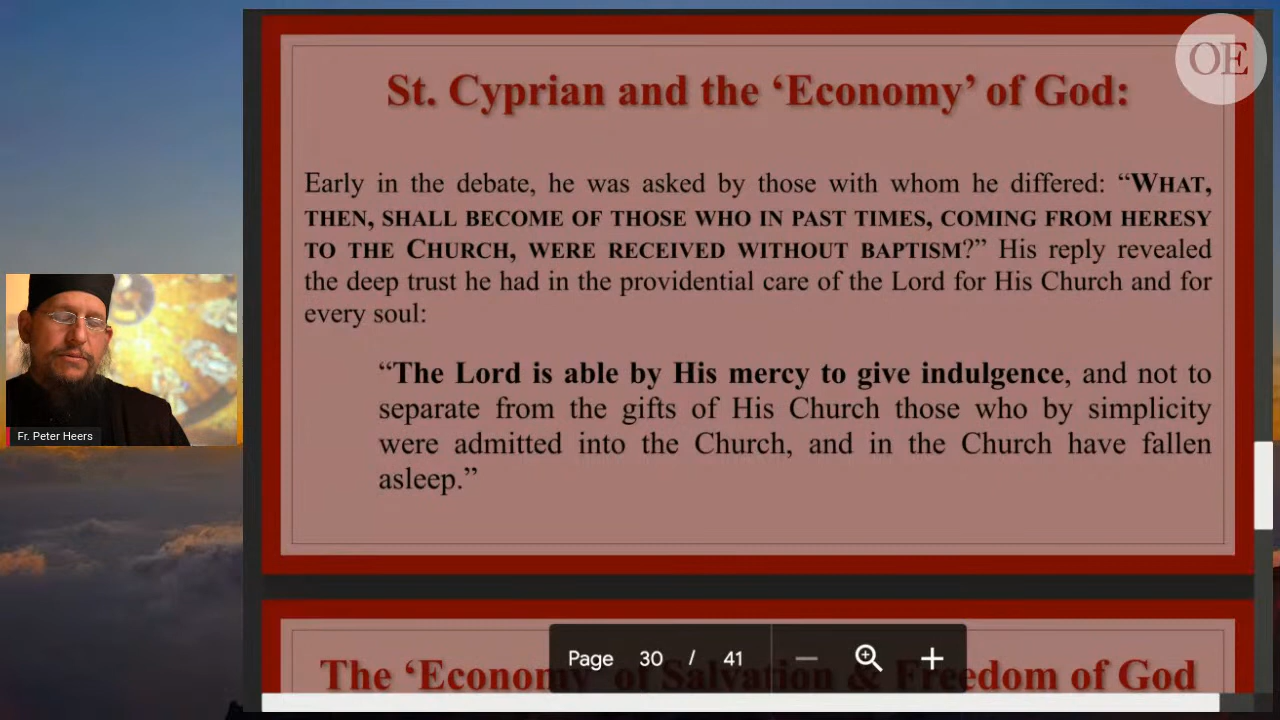 OE
St. Cyprian and the ‘Economy’ of God:
Early in the debate, he was asked by those with whom he differed: “WHAT,
THEN, SHALL BECOME OF THOSE WHO IN PAST TIMES, COMING FROM HERESY
TO THE CHURCH, WERE RECEIVED WITHOUT BAPTISM?” His reply revealed
the deep trust he had in the providential care of the Lord for His Church and for
every soul:
“The Lord is able by His mercy to give indulgence, and not to
separate from the gifts of His Church those who by simplicity
were admitted into the Church, and in the Church have fallen
asleep.”
Fr. Peter Heers
Page 30 / 41
The ‘Economy’ of Salvation & Freedom of God